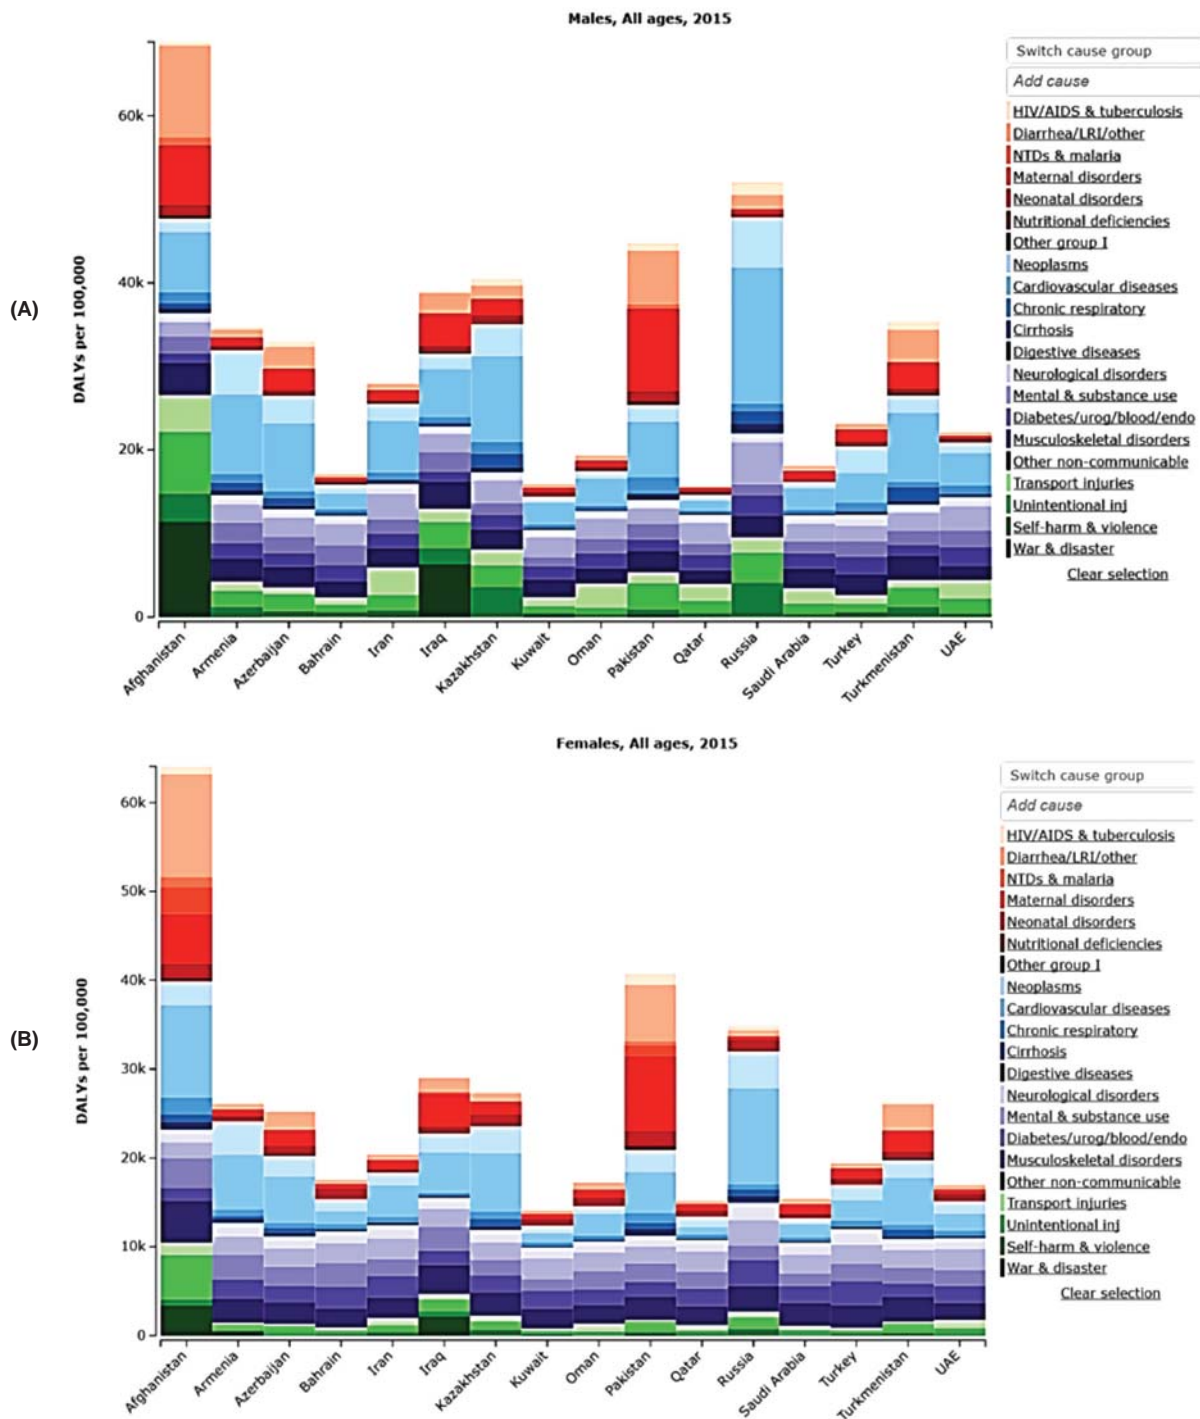 Males, All ages, 2015
(A)
DALYs per 100,000
60k
40k
20k
0
Afghanistan
Armenia
Azerbaijan
Bahrain
Iran
Iraq
Kazakhstan
Kuwait
Oman
Pakistan
Qatar
Russia
Saudi Arabia
Turkey
Turkmenistan
UAE
Switch cause group
Add cause
HIV/AIDS & tuberculosis
Diarrhea/LRI/other
NTDs & malaria
Maternal disorders
Neonatal disorders
Nutritional deficiencies
Other group I
Neoplasms
Cardiovascular diseases
Chronic respiratory
Cirrhosis
Digestive diseases
Neurological disorders
Mental & substance use
Diabetes/urog/blood/endo
Musculoskeletal disorders
Other non-communicable
Transport injuries
Unintentional inj
Self-harm & violence
War & disaster
Clear selection
Females, All ages, 2015
(B)
DALYs per 100,000
60k
50k
40k
30k
20k
10k
0
Afghanistan
Armenia
Azerbaijan
Bahrain
Iran
Iraq
Kazakhstan
Kuwait
Oman
Pakistan
Qatar
Russia
Saudi Arabia
Turkey
Turkmenistan
UAE
Switch cause group
Add cause
HIV/AIDS & tuberculosis
Diarrhea/LRI/other
NTDs & malaria
Maternal disorders
Neonatal disorders
Nutritional deficiencies
Other group I
Neoplasms
Cardiovascular diseases
Chronic respiratory
Cirrhosis
Digestive diseases
Neurological disorders
Mental & substance use
Diabetes/urog/blood/endo
Musculoskeletal disorders
Other non-communicable
Transport injuries
Unintentional inj
Self-harm & violence
War & disaster
Clear selection